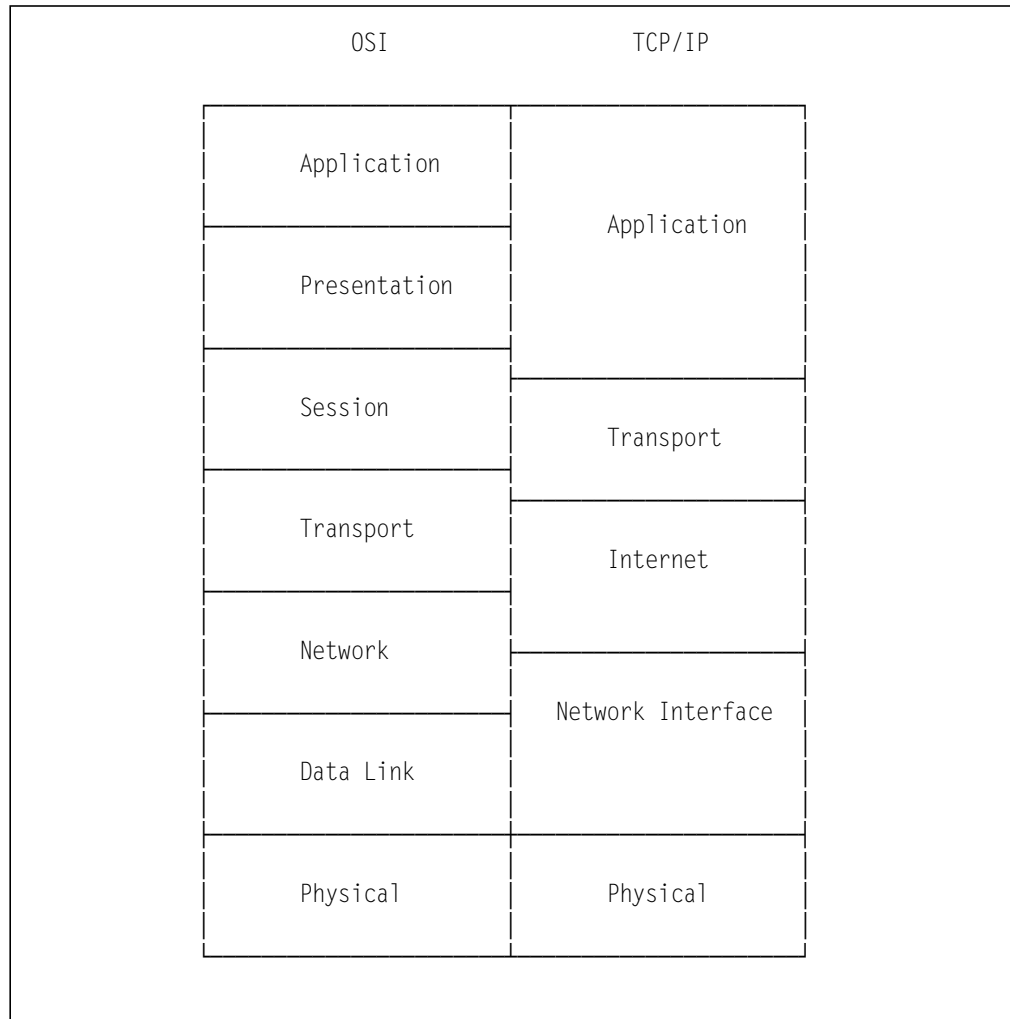 OSI TCP/IP
Application
Application
Presentation
Session
Transport
Transport
Internet
Network
Network Interface
Data Link
Physical Physical